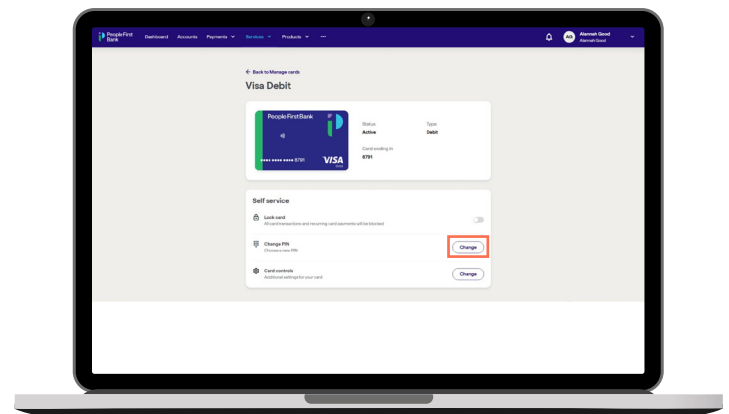 People First Bank
Dashboard Accounts Payments Services Products
AG Alannah Good
Alannah Good
← Back to Manage cards
Visa Debit
People First Bank
•••• •••• •••• 8791
VISA
Status
Active
Type
Debit
Card ending in
8791
Self service
Lock card
All card transactions and recurring card payments will be blocked
Change PIN
Choose a new PIN
Change
Card controls
Additional settings for your card
Change